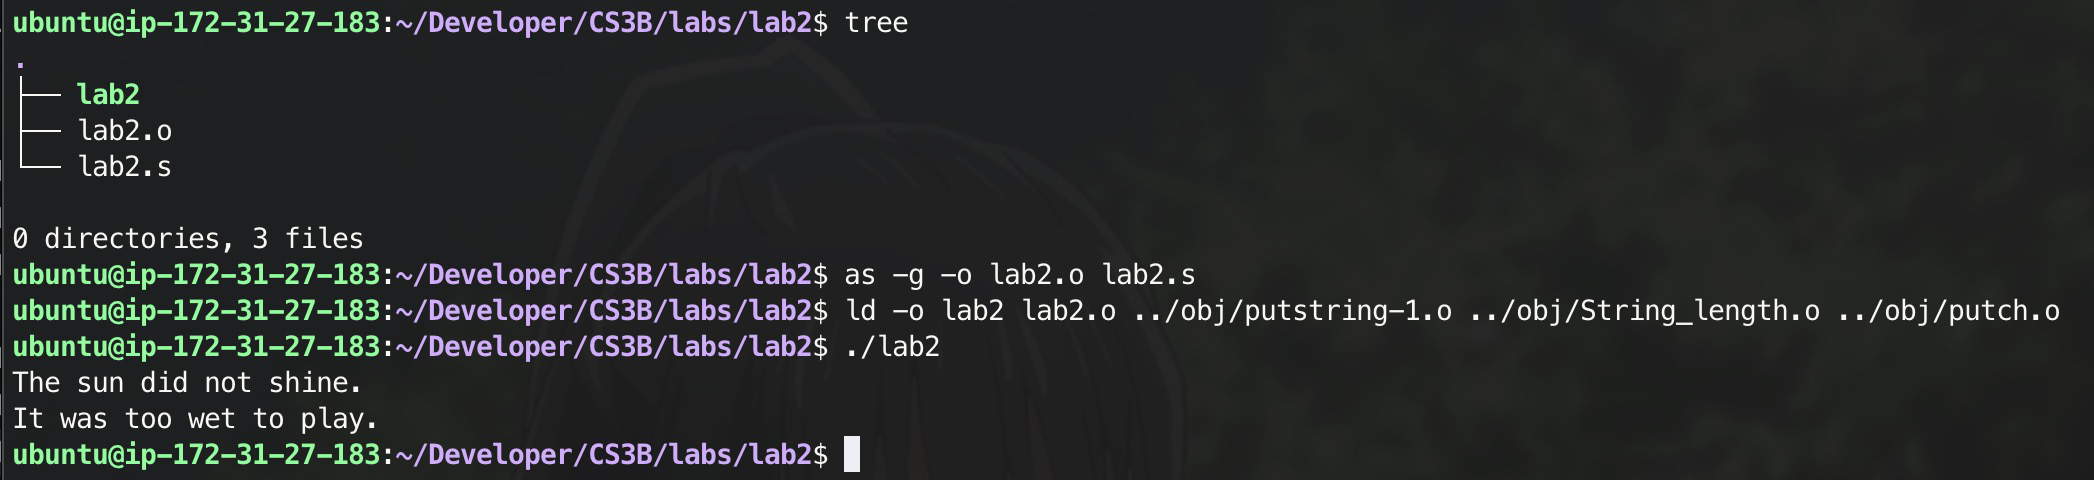 ubuntu@ip-172-31-27-183:~/Developer/CS3B/labs/lab2$ tree
.
├── lab2
├── lab2.o
└── lab2.s
0 directories, 3 files
ubuntu@ip-172-31-27-183:~/Developer/CS3B/labs/lab2$ as -g -o lab2.o lab2.s
ubuntu@ip-172-31-27-183:~/Developer/CS3B/labs/lab2$ ld -o lab2 lab2.o ../obj/putstring-1.o ../obj/String_length.o ../obj/putch.o
ubuntu@ip-172-31-27-183:~/Developer/CS3B/labs/lab2$ ./lab2
The sun did not shine.
It was too wet to play.
ubuntu@ip-172-31-27-183:~/Developer/CS3B/labs/lab2$